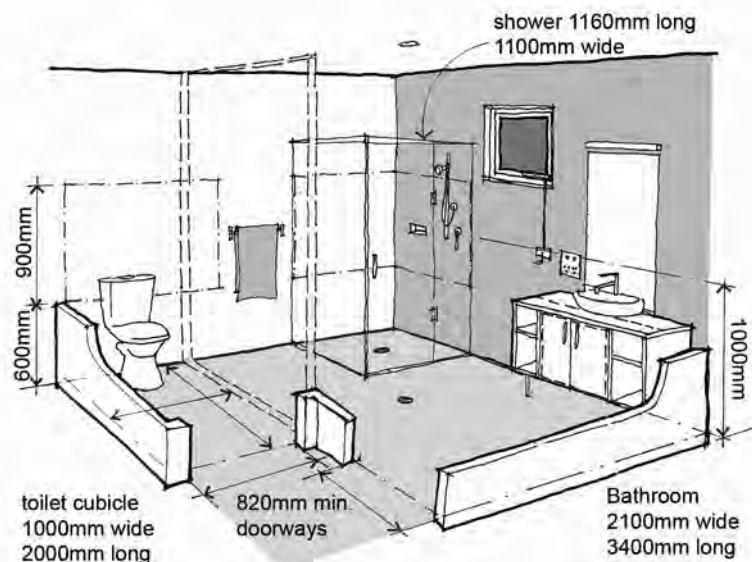 shower 1160mm long
1100mm wide
900mm
600mm
1000mm
toilet cubicle
1000mm wide
2000mm long
820mm min.
doorways
Bathroom
2100mm wide
3400mm long